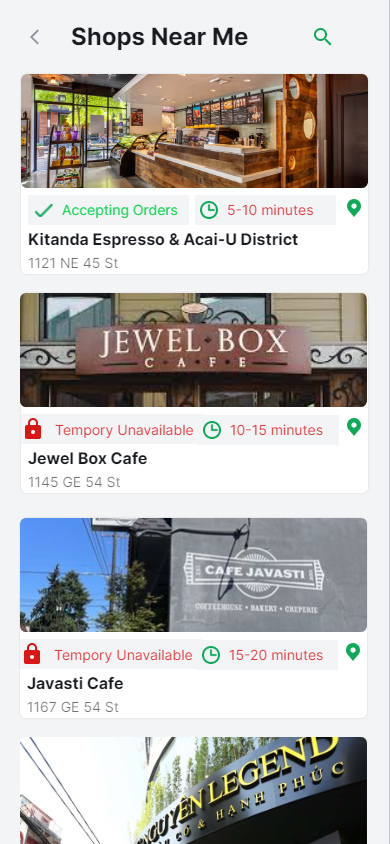 Shops Near Me
Accepting Orders
5-10 minutes
Kitanda Espresso & Acai-U District
1121 NE 45 St
JEWEL BOX
CAFE
Tempory Unavailable
10-15 minutes
Jewel Box Cafe
1145 GE 54 St
CAFE JAVASTI
COFFEEHOUSE • BAKERY • CREPERIE
Tempory Unavailable
15-20 minutes
Javasti Cafe
1167 GE 54 St
NGUYÊN LEGEND
CÓ & HẠNH PHÚC